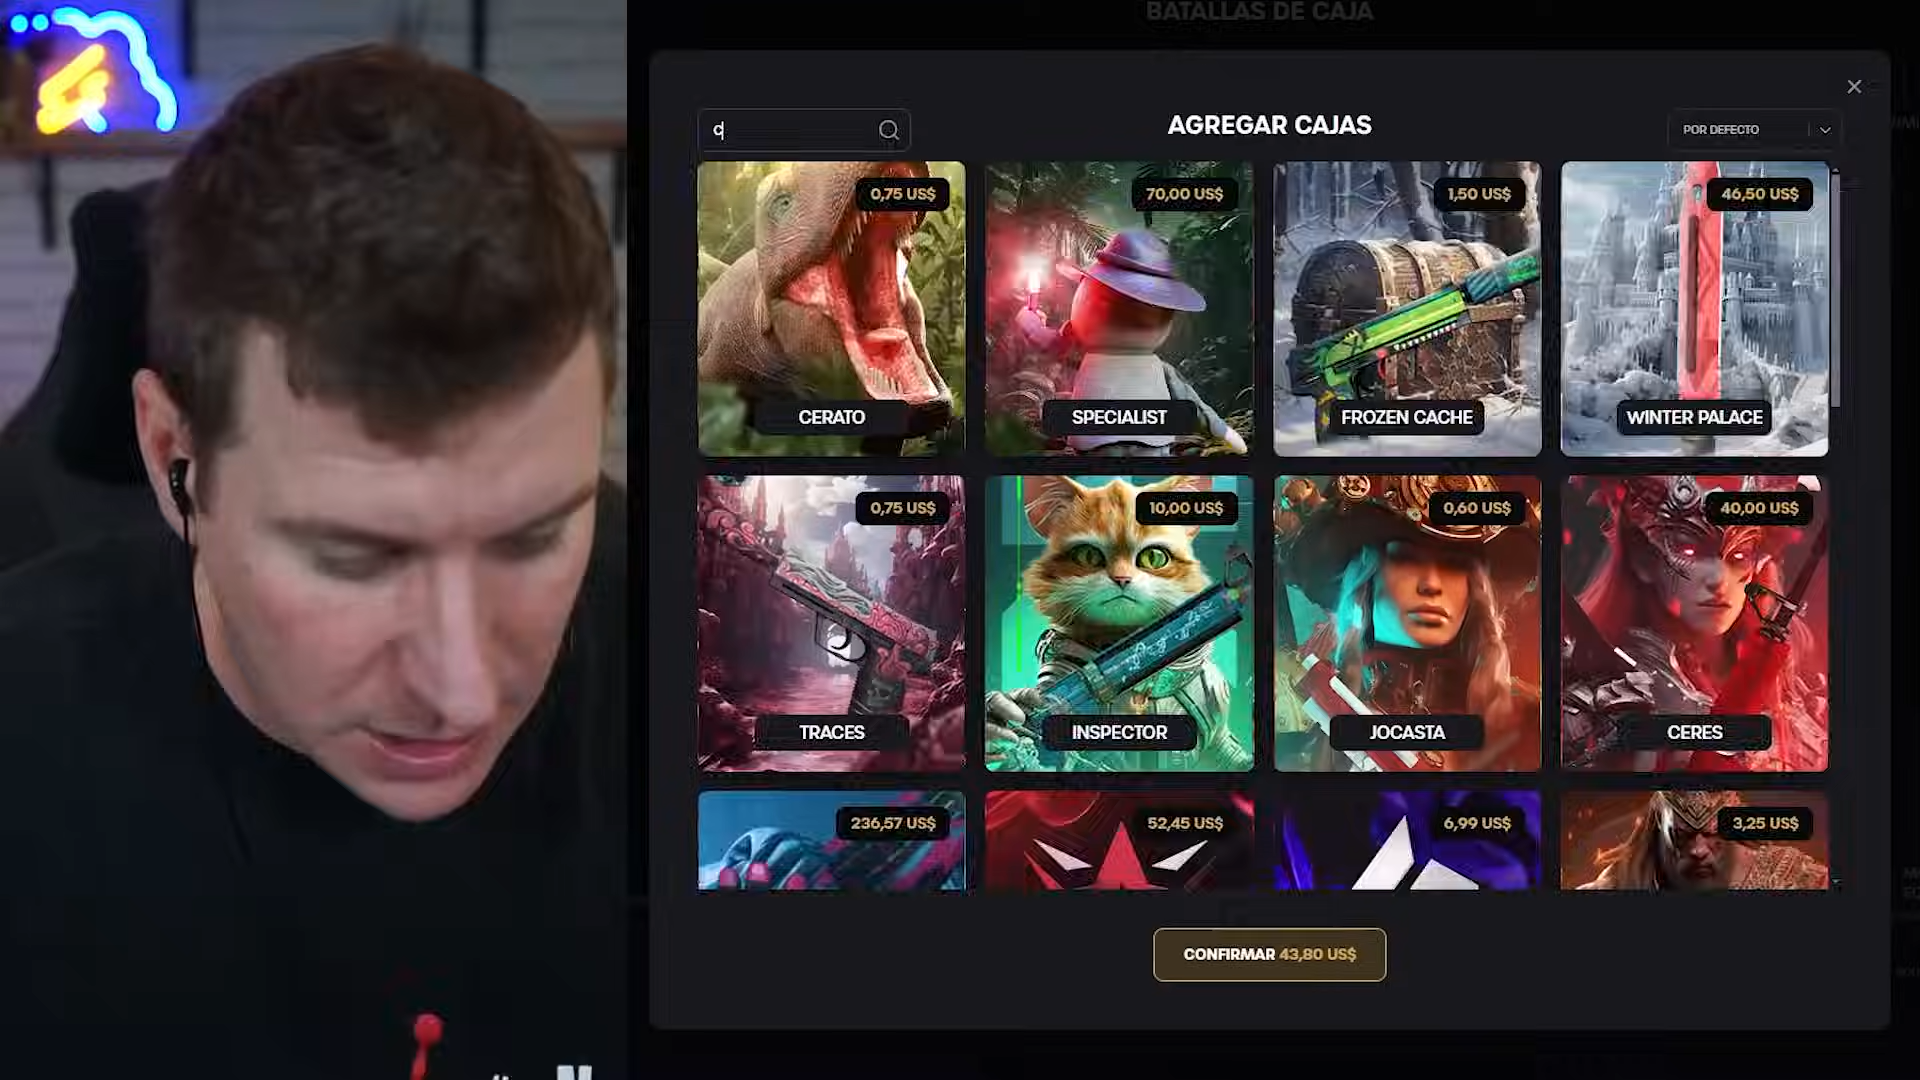 BATALLAS DE CAJA
c
AGREGAR CAJAS
POR DEFECTO
0,75 US$
70,00 US$
1,50 US$
46,50 US$
CERATO
SPECIALIST
FROZEN CACHE
WINTER PALACE
0,75 US$
10,00 US$
0,60 US$
40,00 US$
TRACES
INSPECTOR
JOCASTA
CERES
236,57 US$
52,45 US$
6,99 US$
3,25 US$
CONFIRMAR 43,80 US$